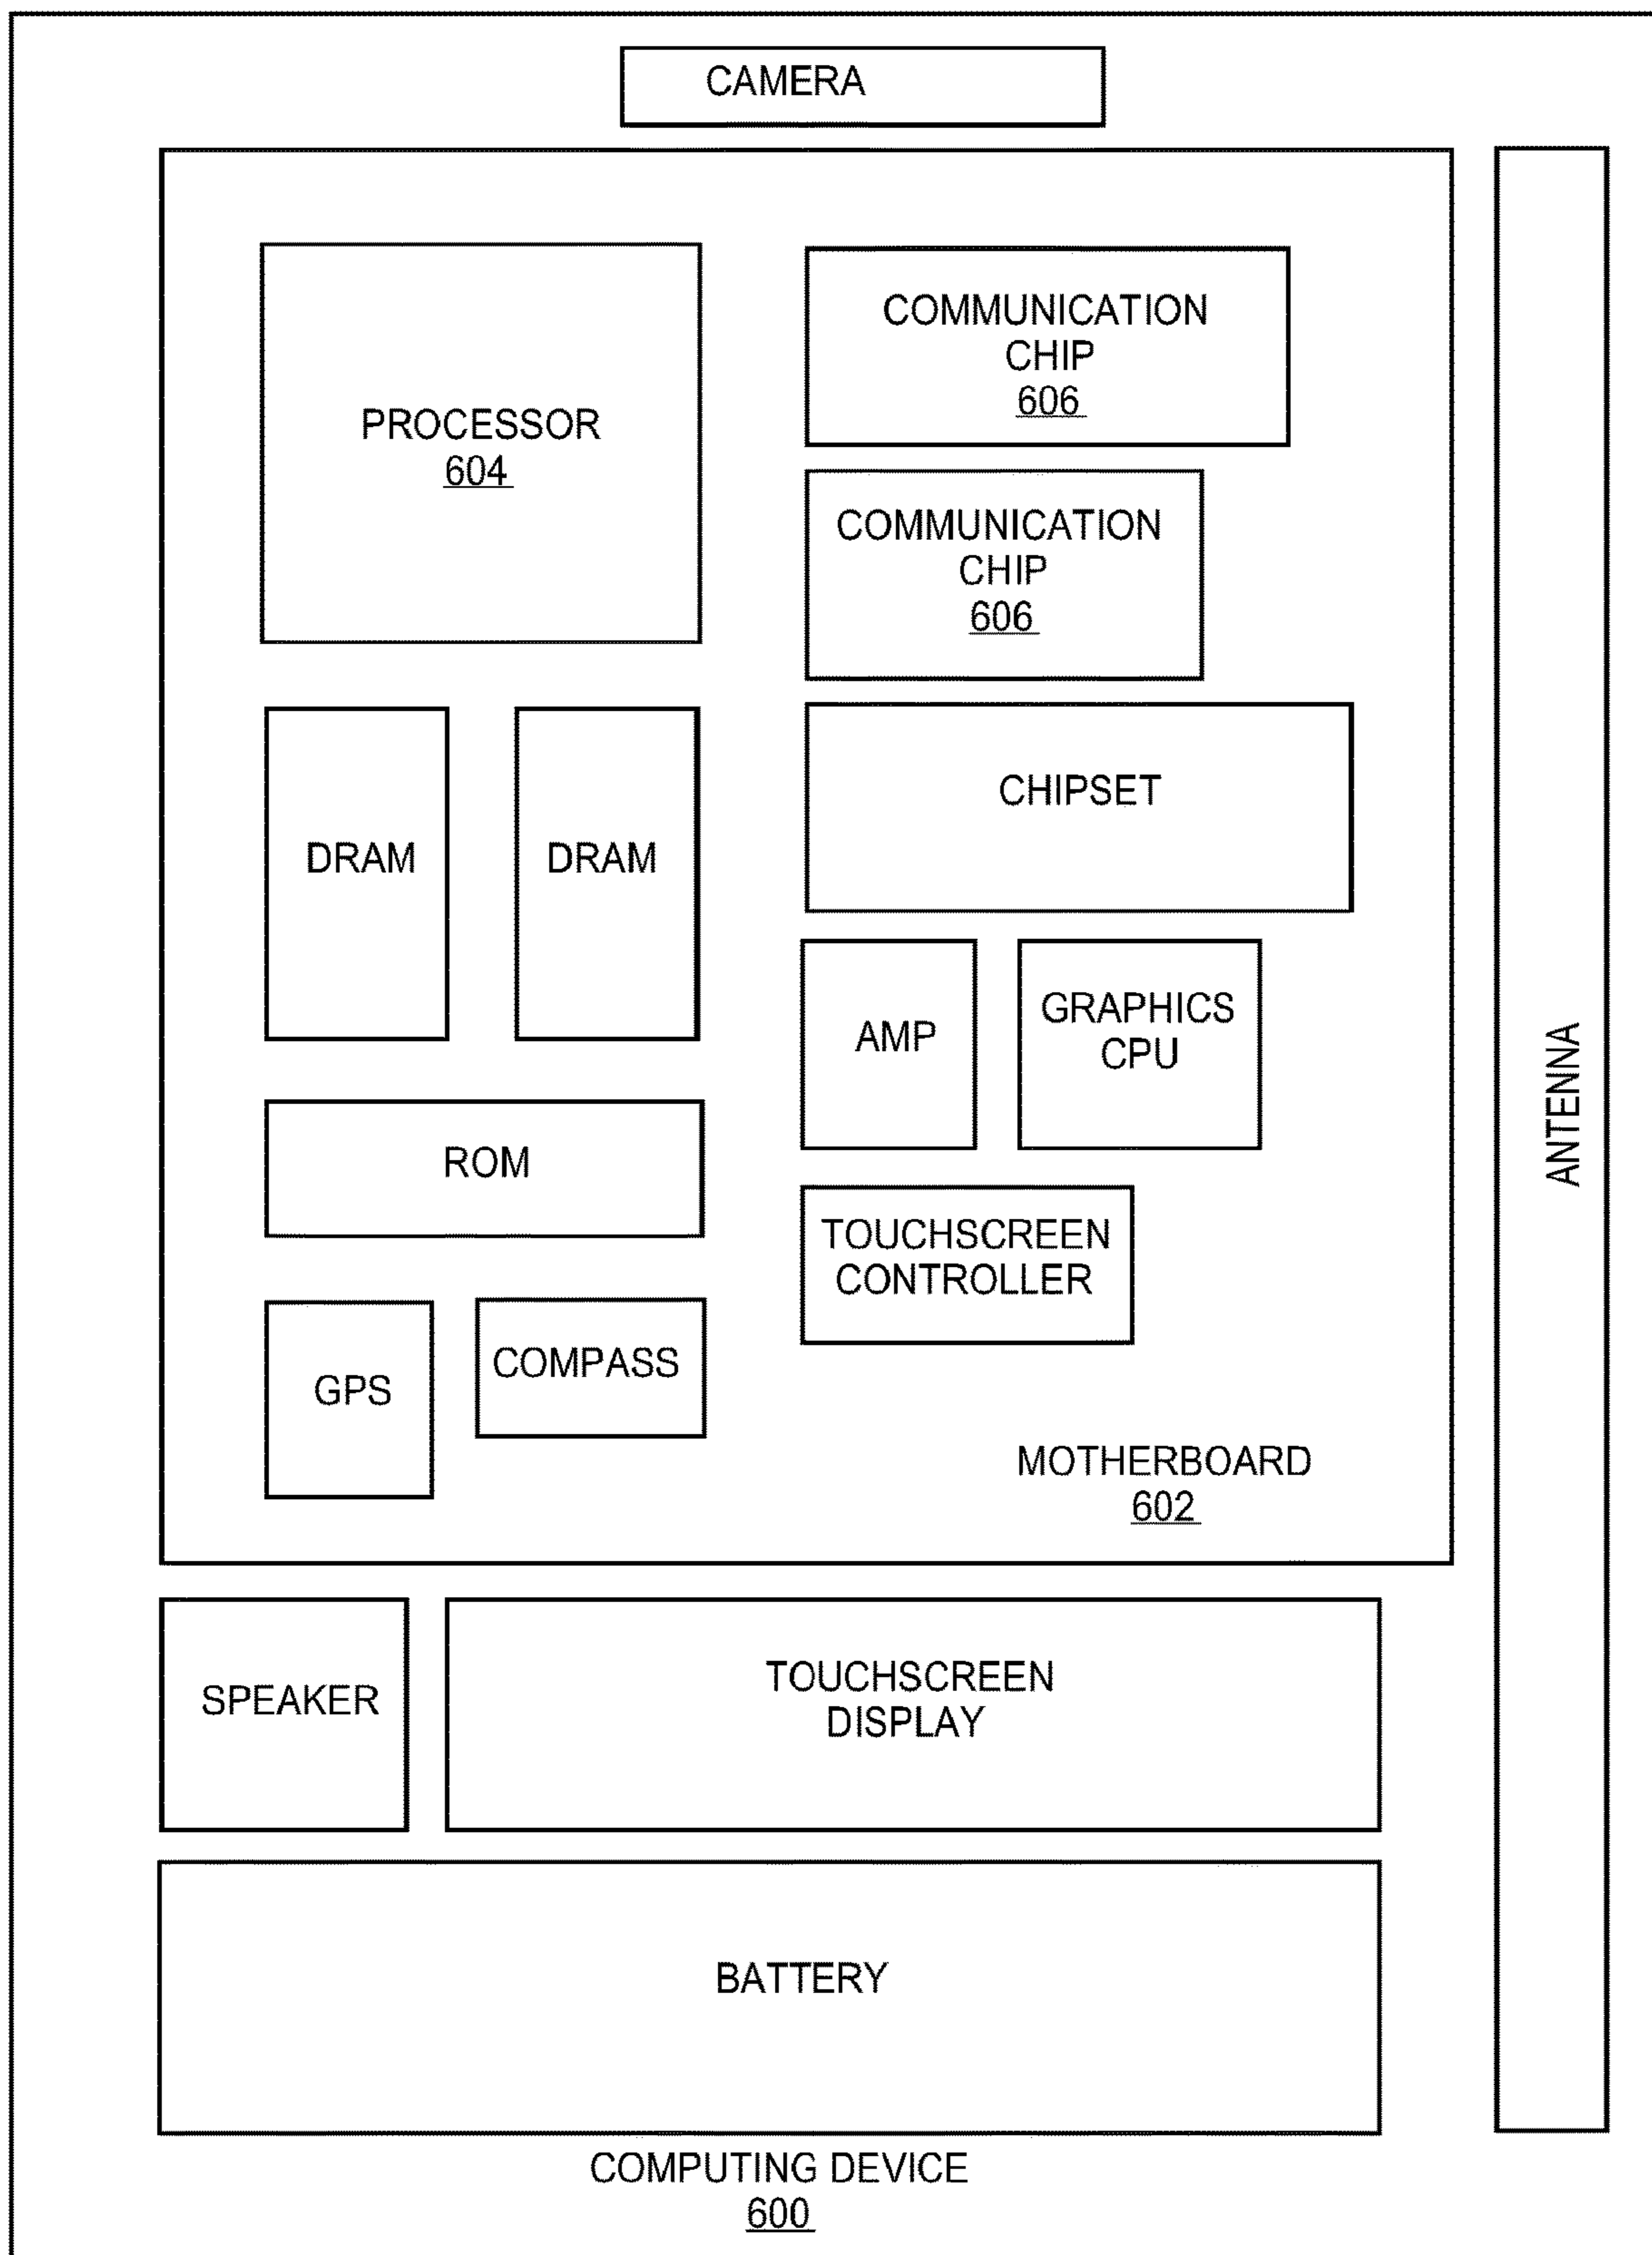 CAMERA
PROCESSOR
604
COMMUNICATION
CHIP
606
COMMUNICATION
CHIP
606
DRAM
DRAM
CHIPSET
AMP
GRAPHICS
CPU
ROM
TOUCHSCREEN
CONTROLLER
GPS
COMPASS
MOTHERBOARD
602
ANTENNA
SPEAKER
TOUCHSCREEN
DISPLAY
BATTERY
COMPUTING DEVICE
600